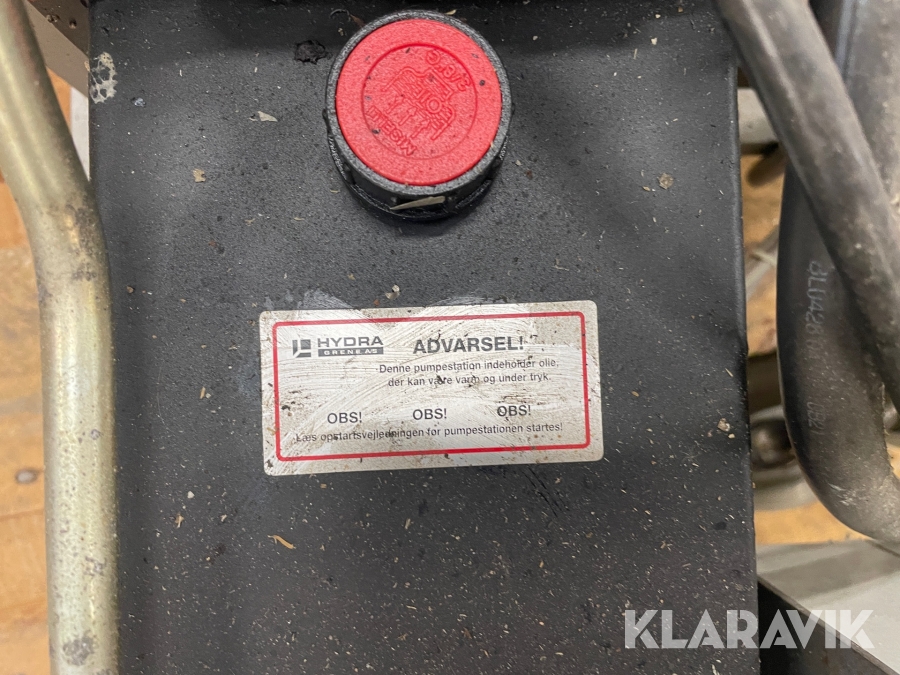 HYDRA
GRENE A/S
ADVARSEL!
Denne pumpestation indeholder olie,
der kan være varm og under tryk.
OBS! OBS! OBS!
Læs opstartsvejledningen før pumpestationen startes!
KLARAVIK